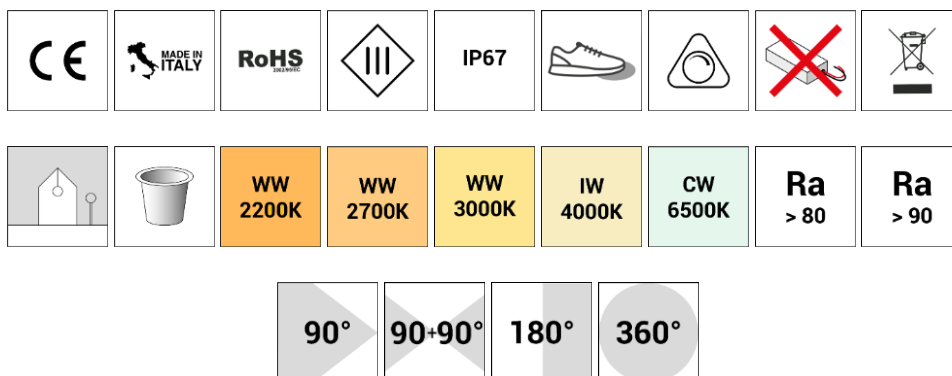 CE
MADE IN
ITALY
RoHS
2002/95/EC
III
IP67
WW
2200K
WW
2700K
WW
3000K
IW
4000K
CW
6500K
Ra
> 80
Ra
> 90
90°
90+90°
180°
360°